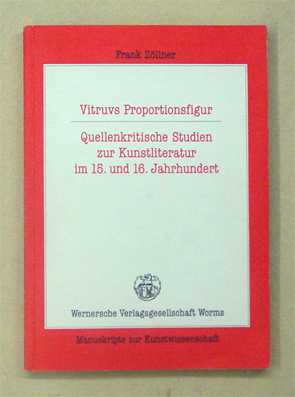 Frank Zöllner
Vitruvs Proportionsfigur
Quellenkritische Studien
zur Kunstliteratur
im 15. und 16. Jahrhundert
Wernersche Verlagsgesellschaft Worms
Manuskripte zur Kunstwissenschaft